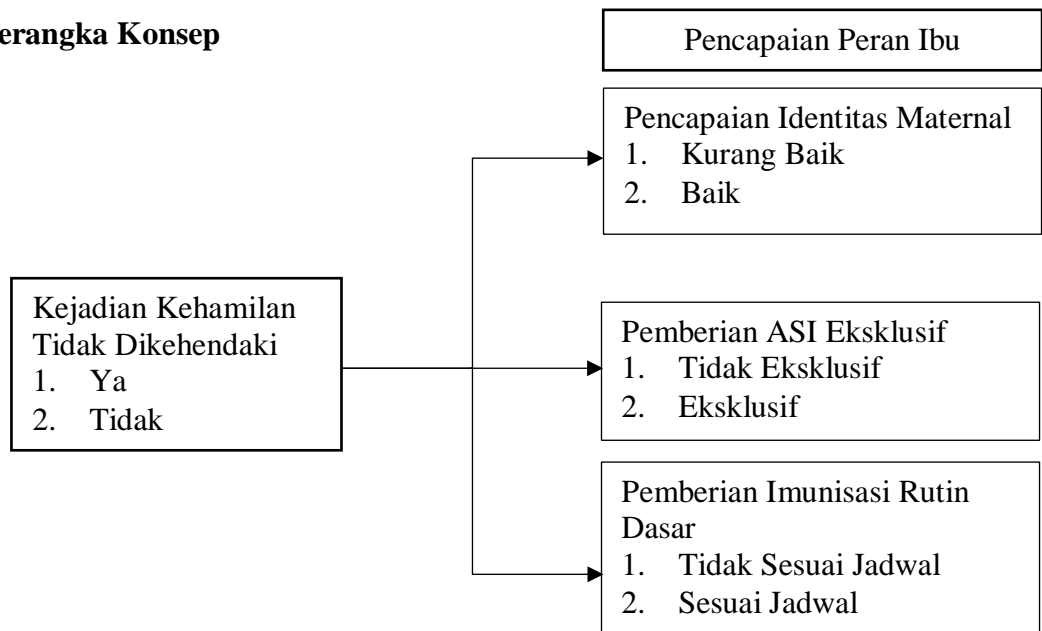 erangka Konsep
Pencapaian Peran Ibu
Pencapaian Identitas Maternal
1. Kurang Baik
2. Baik
Kejadian Kehamilan
Tidak Dikehendaki
1. Ya
2. Tidak
Pemberian ASI Eksklusif
1. Tidak Eksklusif
2. Eksklusif
Pemberian Imunisasi Rutin
Dasar
1. Tidak Sesuai Jadwal
2. Sesuai Jadwal